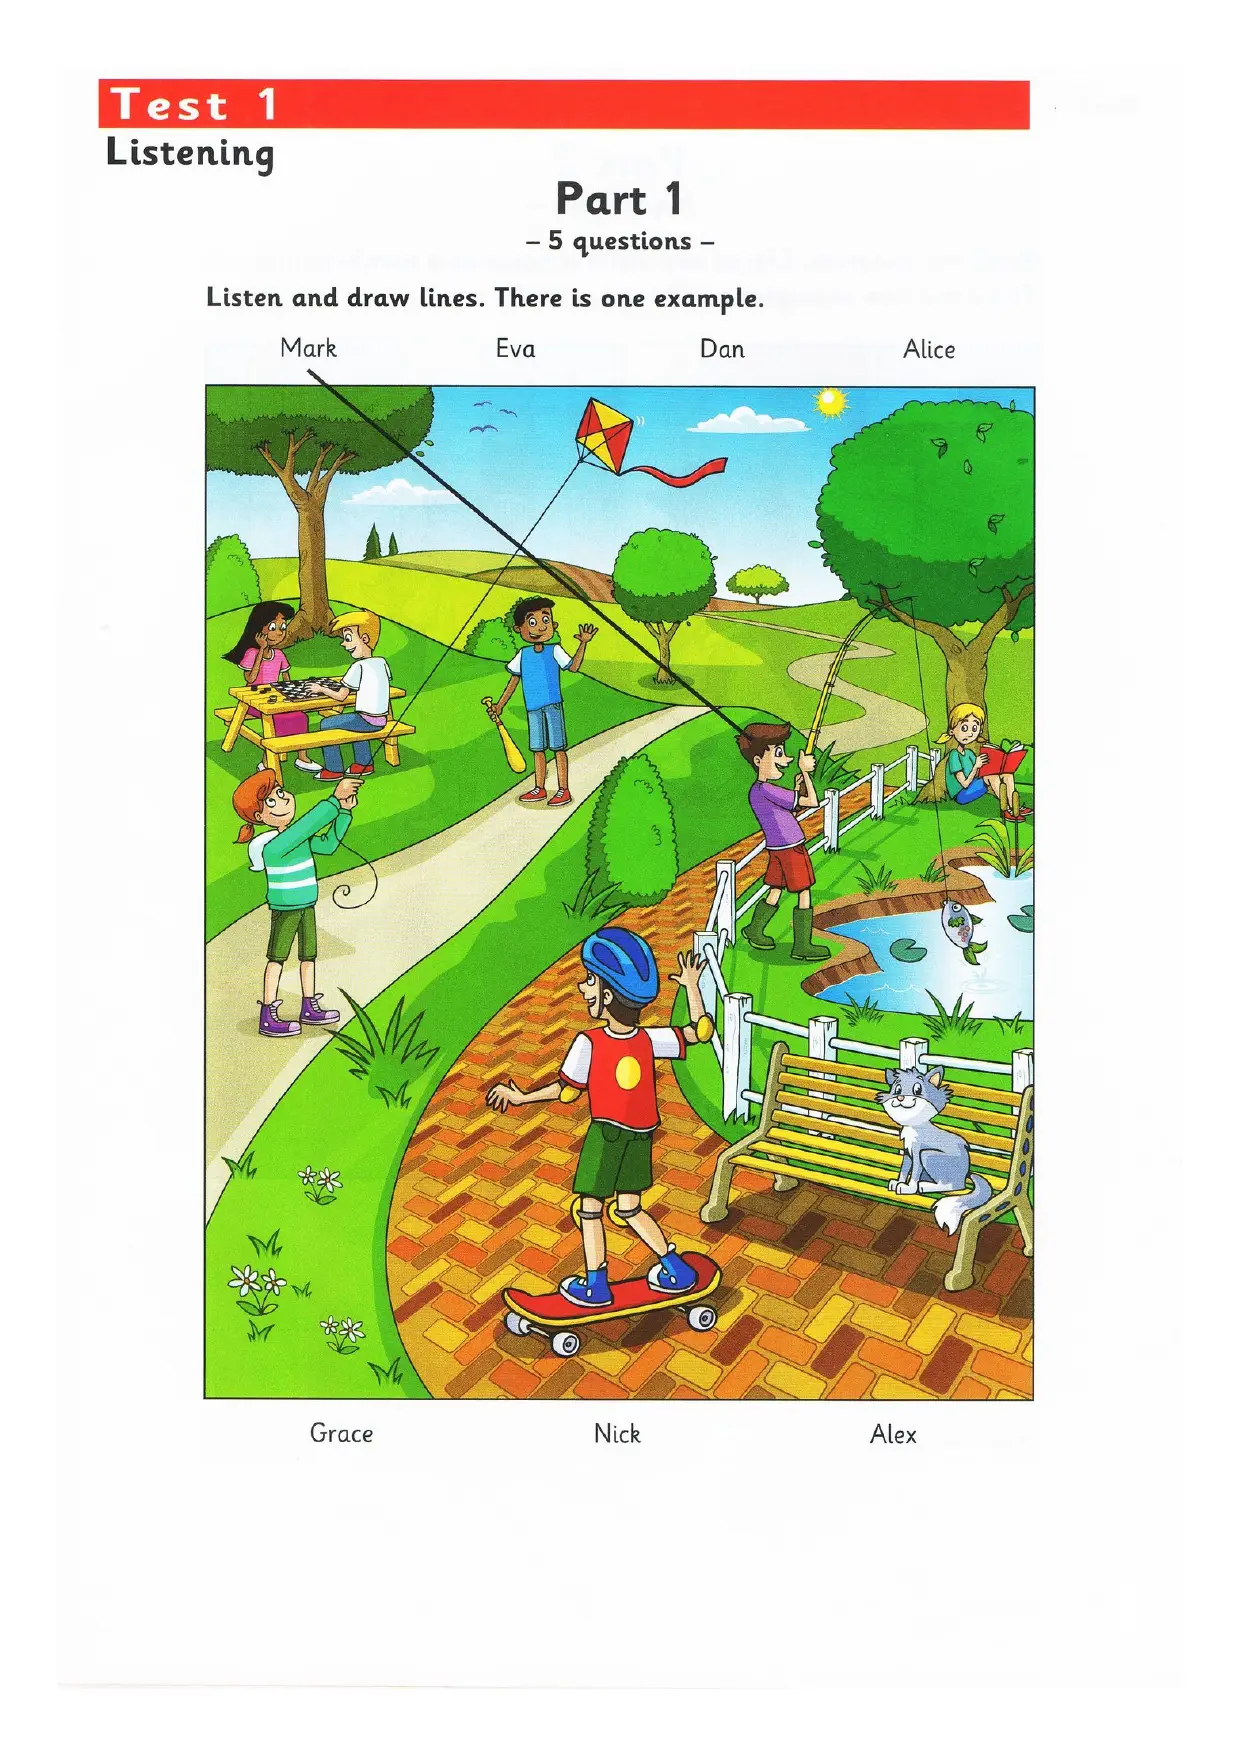 Test 1
Listening
Part 1
– 5 questions –
Listen and draw lines. There is one example.
Mark Eva Dan Alice
Grace Nick Alex